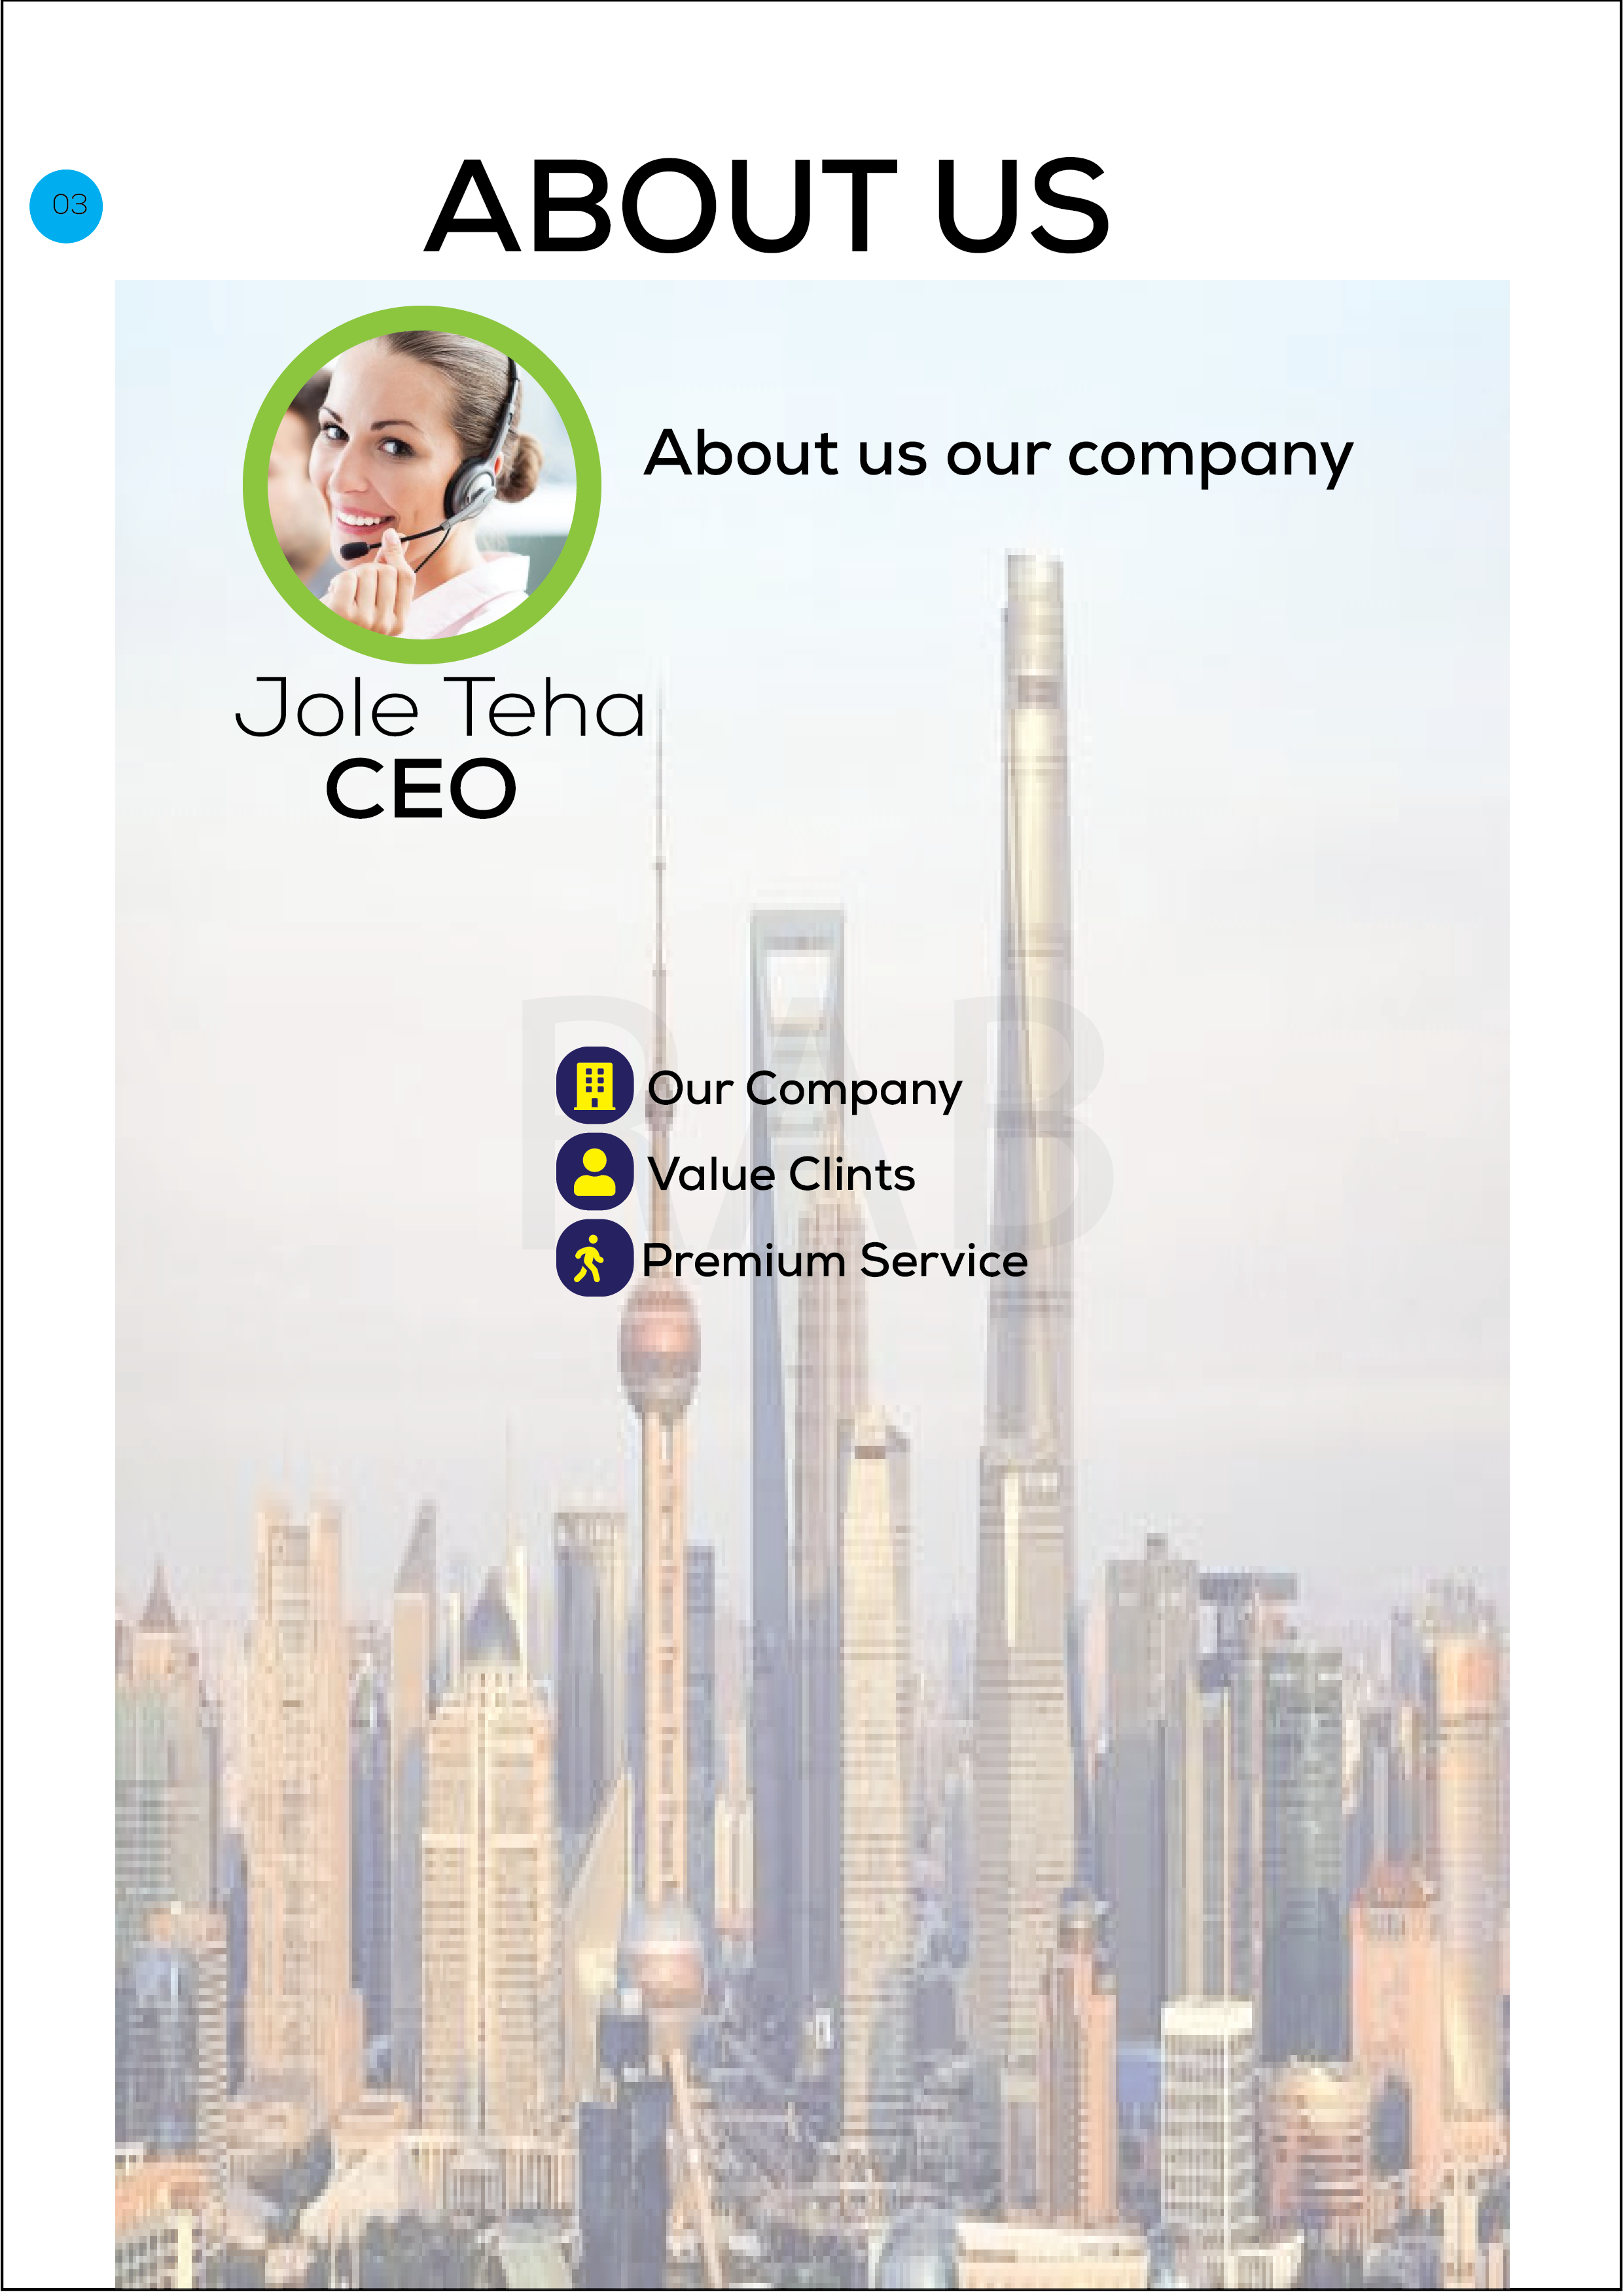 ABOUT US
03
About us our company
Jole Teha
CEO
RAB
Our Company
Value Clints
Premium Service